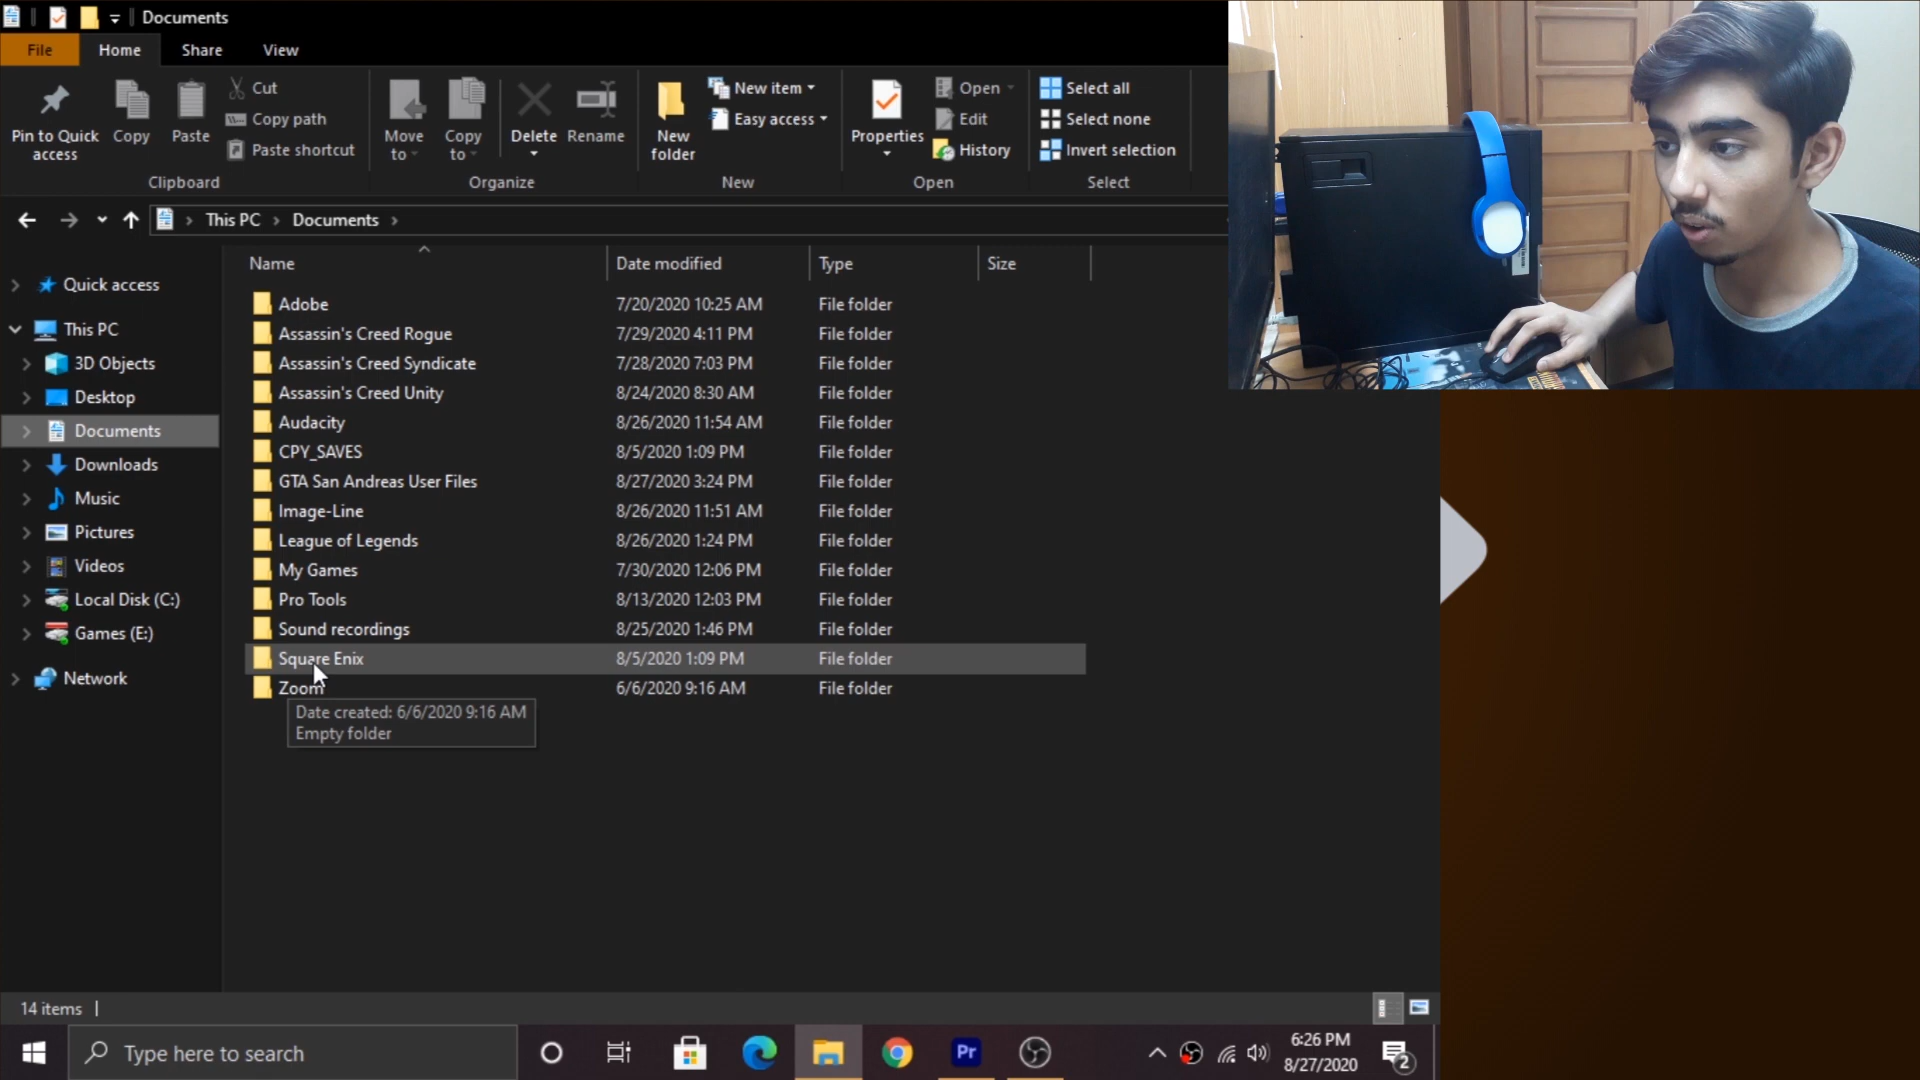 Documents
File Home Share View
Pin to Quick access
Copy
Paste
Cut
Copy path
Paste shortcut
Clipboard
Move to
Copy to
Delete
Rename
Organize
New folder
New item
Easy access
New
Properties
Open
Edit
History
Open
Select all
Select none
Invert selection
Select
This PC > Documents >
Quick access
This PC
3D Objects
Desktop
Documents
Downloads
Music
Pictures
Videos
Local Disk (C:)
Games (E:)
Network
Name Date modified Type Size
Adobe 7/20/2020 10:25 AM File folder
Assassin's Creed Rogue 7/29/2020 4:11 PM File folder
Assassin's Creed Syndicate 7/28/2020 7:03 PM File folder
Assassin's Creed Unity 8/24/2020 8:30 AM File folder
Audacity 8/26/2020 11:54 AM File folder
CPY_SAVES 8/5/2020 1:09 PM File folder
GTA San Andreas User Files 8/27/2020 3:24 PM File folder
Image-Line 8/26/2020 11:51 AM File folder
League of Legends 8/26/2020 1:24 PM File folder
My Games 7/30/2020 12:06 PM File folder
Pro Tools 8/13/2020 12:03 PM File folder
Sound recordings 8/25/2020 1:46 PM File folder
Square Enix 8/5/2020 1:09 PM File folder
Zoom 6/6/2020 9:16 AM File folder
Date created: 6/6/2020 9:16 AM
Empty folder
14 items
Type here to search
Pr
6:26 PM
8/27/2020
2